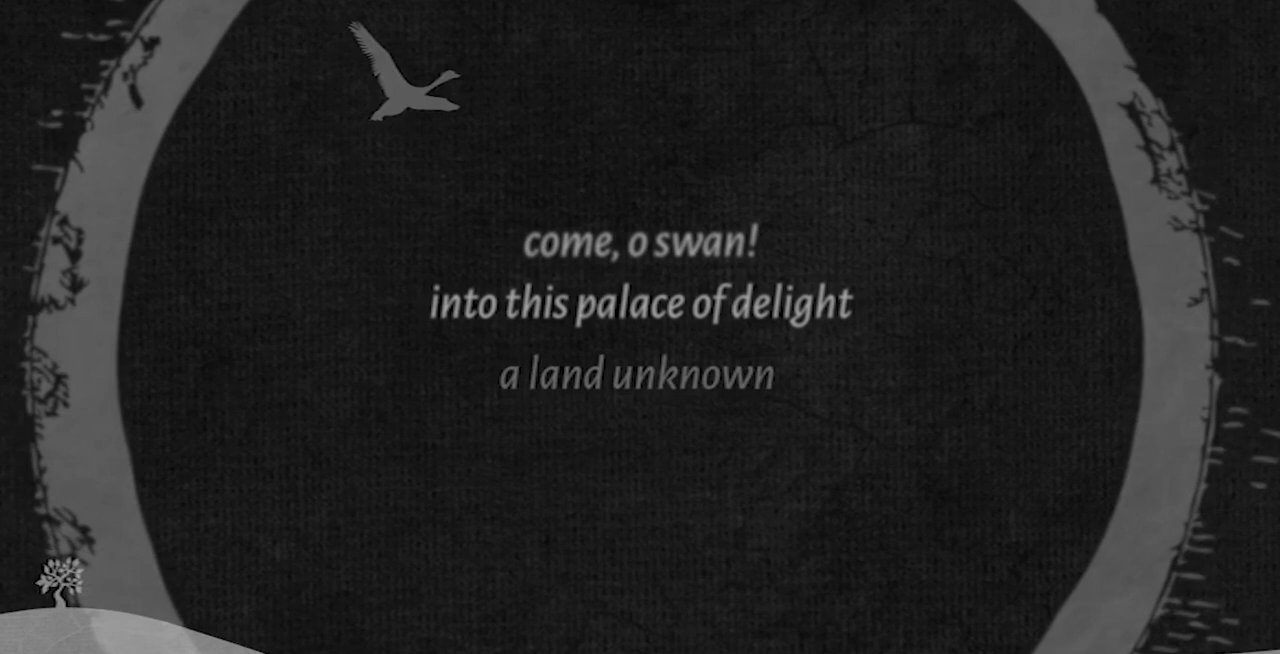 come, o swan!
into this palace of delight
a land unknown